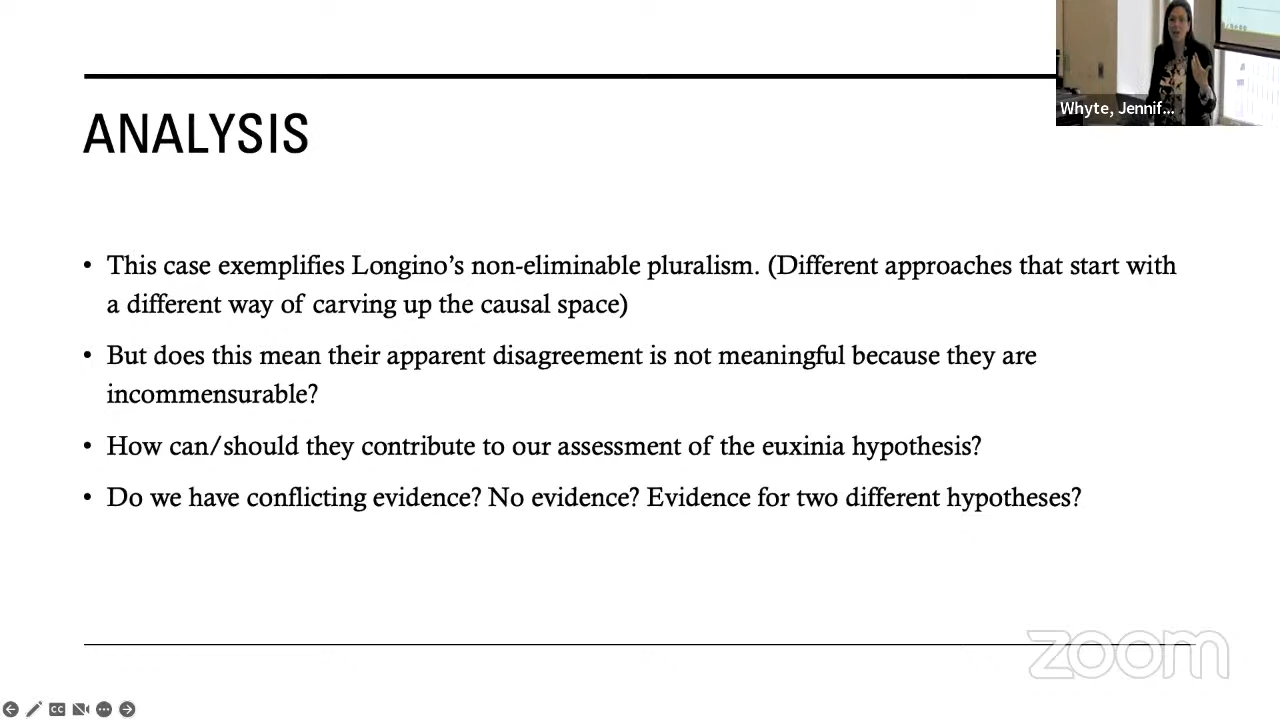 Whyte, Jennif...
ANALYSIS
• This case exemplifies Longino’s non-eliminable pluralism. (Different approaches that start with
a different way of carving up the causal space)
• But does this mean their apparent disagreement is not meaningful because they are
incommensurable?
• How can/should they contribute to our assessment of the euxinia hypothesis?
• Do we have conflicting evidence? No evidence? Evidence for two different hypotheses?
zoom
CC